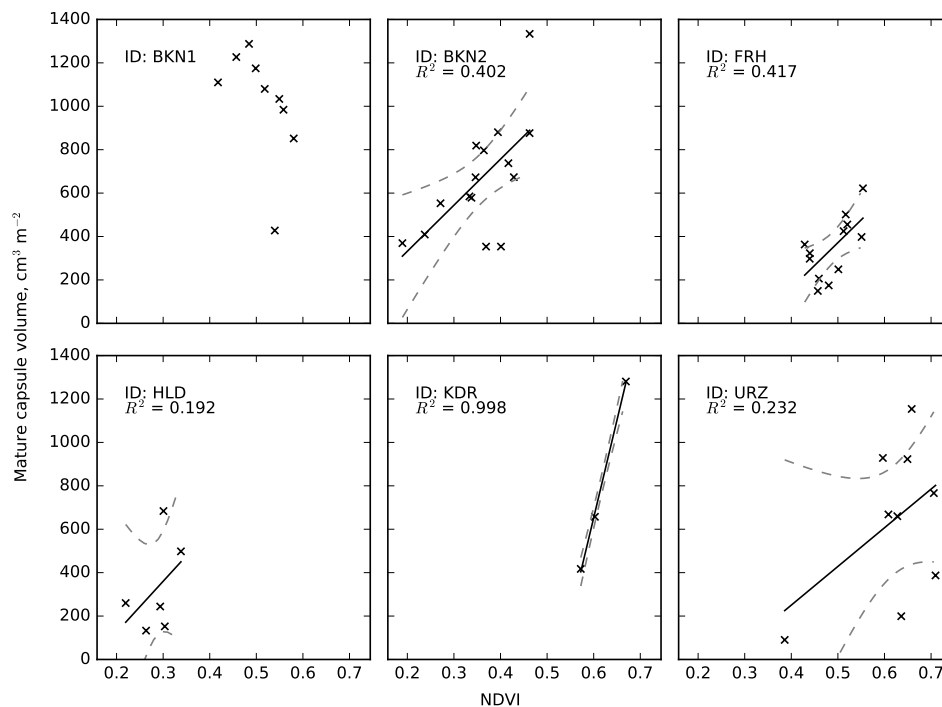 1400
1200
1000
800
600
400
200
0
ID: BKN1
ID: BKN2
R² = 0.402
ID: FRH
R² = 0.417
Mature capsule volume, cm³ m⁻²
1400
1200
1000
800
600
400
200
0
ID: HLD
R² = 0.192
ID: KDR
R² = 0.998
ID: URZ
R² = 0.232
0.2 0.3 0.4 0.5 0.6 0.7
0.2 0.3 0.4 0.5 0.6 0.7
0.2 0.3 0.4 0.5 0.6 0.7
NDVI